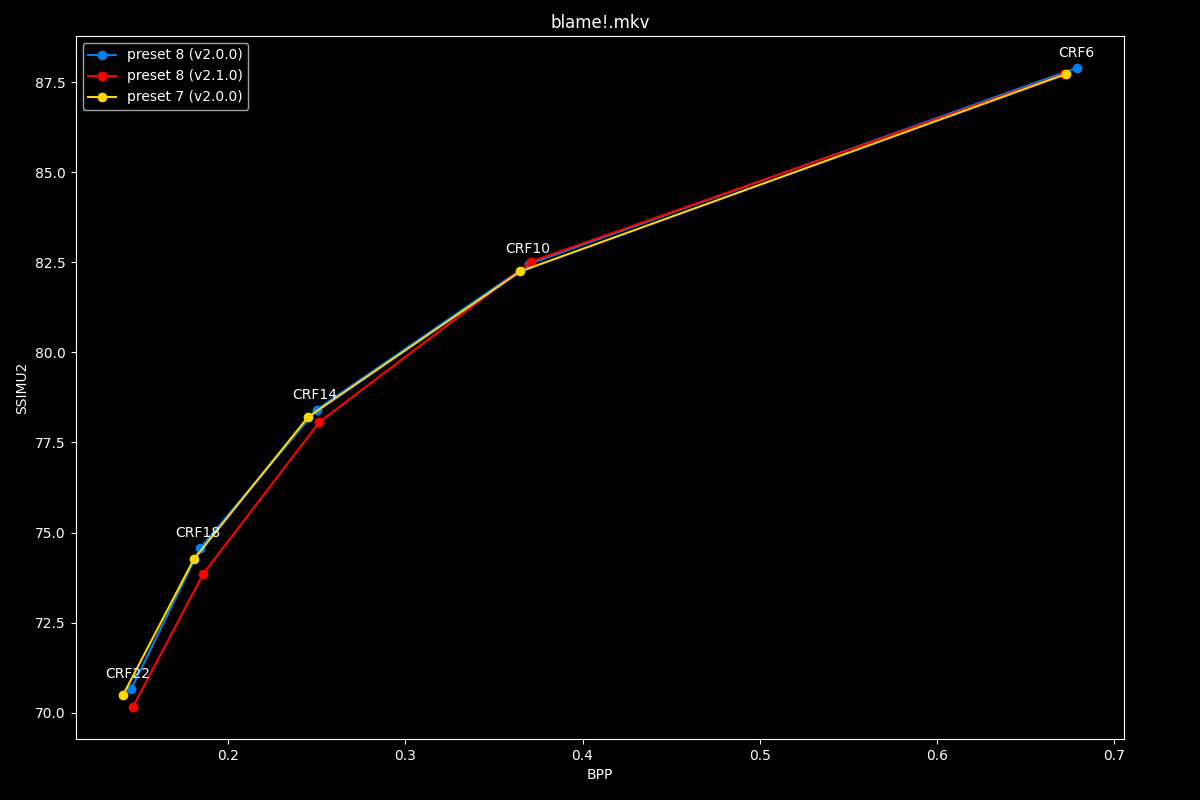 blame!.mkv
preset 8 (v2.0.0)
preset 8 (v2.1.0)
preset 7 (v2.0.0)
CRF6
CRF10
CRF14
CRF18
CRF22
SSIMU2
87.5
85.0
82.5
80.0
77.5
75.0
72.5
70.0
0.2 0.3 0.4 0.5 0.6 0.7
BPP